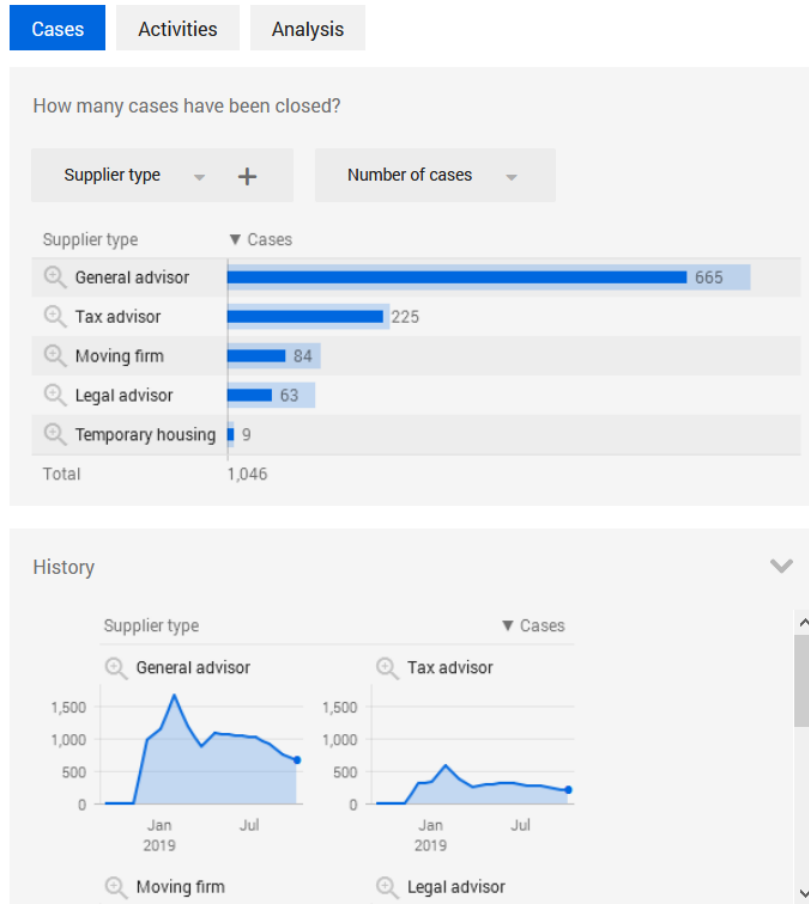 Cases Activities Analysis
How many cases have been closed?
Supplier type + Number of cases
Supplier type ▼ Cases
General advisor 665
Tax advisor 225
Moving firm 84
Legal advisor 63
Temporary housing 9
Total 1,046
History
Supplier type ▼ Cases
General advisor Tax advisor
1,500 1,500
1,000 1,000
500 500
0 0
Jan Jul Jan Jul
2019 2019
Moving firm Legal advisor